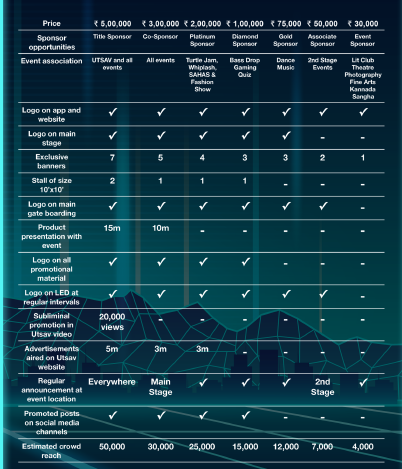 Price ₹ 5,00,000 ₹ 3,00,000 ₹ 2,00,000 ₹ 1,00,000 ₹ 75,000 ₹ 50,000 ₹ 30,000
Sponsor opportunities Title Sponsor Co-Sponsor Platinum Sponsor Diamond Sponsor Gold Sponsor Associate Sponsor Event Sponsor
Event association UTSAV and all events All events Turtle Jam, Whiplash, SAHAS & Fashion Show Bass Drop Gaming Quiz Dance Music 2nd Stage Events Lit Club Theatre Photography Fine Arts Kannada Sangha
Logo on app and website ✓ ✓ ✓ ✓ ✓ ✓ ✓
Logo on main stage ✓ ✓ ✓ ✓ ✓ - -
Exclusive banners 7 5 4 3 3 2 1
Stall of size 10'x10' 2 1 1 1 - - -
Logo on main gate boarding ✓ ✓ ✓ ✓ ✓ ✓ -
Product presentation with event 15m 10m - - - - -
Logo on all promotional material ✓ ✓ ✓ ✓ - - -
Logo on LED at regular intervals ✓ ✓ ✓ ✓ ✓ ✓ -
Subliminal promotion in Utsav video 20,000 views - - - - - -
Advertisements aired on Utsav website 5m 3m 3m - - - -
Regular announcement at event location Everywhere Main Stage ✓ ✓ ✓ 2nd Stage ✓
Promoted posts on social media channels ✓ ✓ ✓ ✓ - - -
Estimated crowd reach 50,000 30,000 25,000 15,000 12,000 7,000 4,000